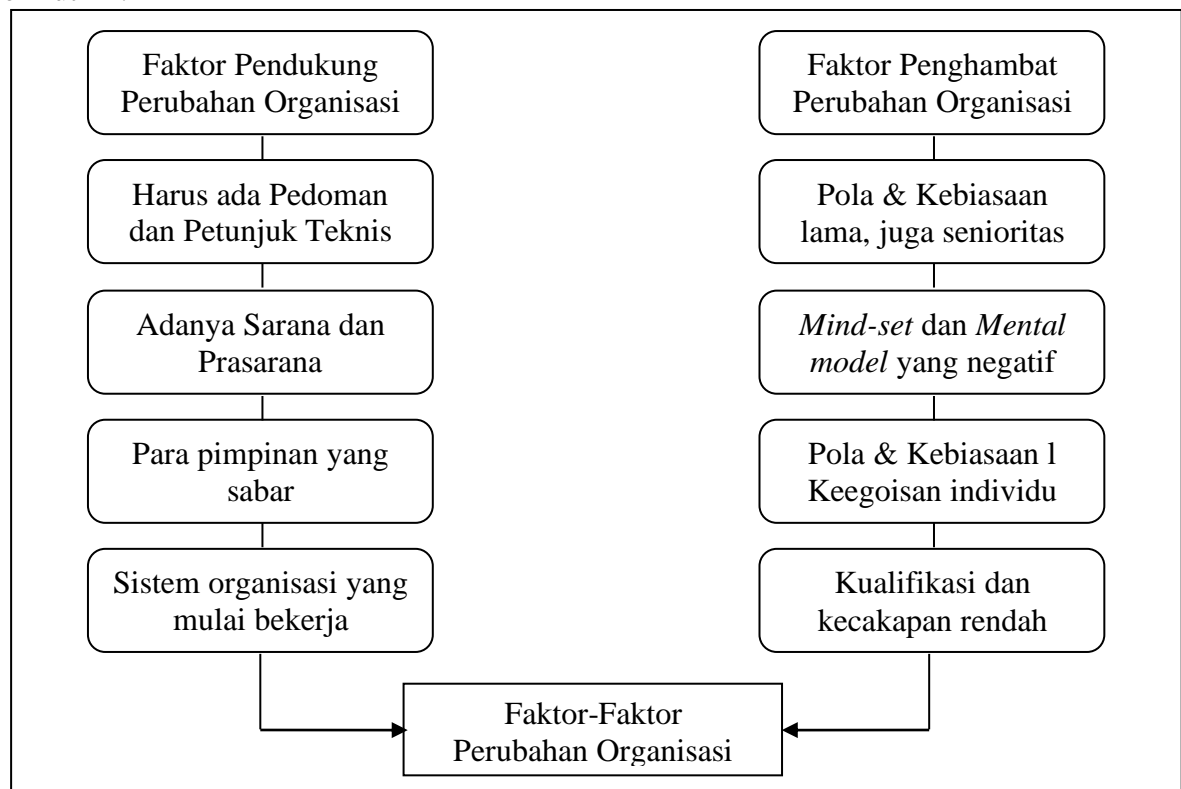 Faktor Pendukung
Perubahan Organisasi
Harus ada Pedoman
dan Petunjuk Teknis
Adanya Sarana dan
Prasarana
Para pimpinan yang
sabar
Sistem organisasi yang
mulai bekerja
Faktor Penghambat
Perubahan Organisasi
Pola & Kebiasaan
lama, juga senioritas
Mind-set dan Mental
model yang negatif
Pola & Kebiasaan l
Keegoisan individu
Kualifikasi dan
kecakapan rendah
Faktor-Faktor
Perubahan Organisasi